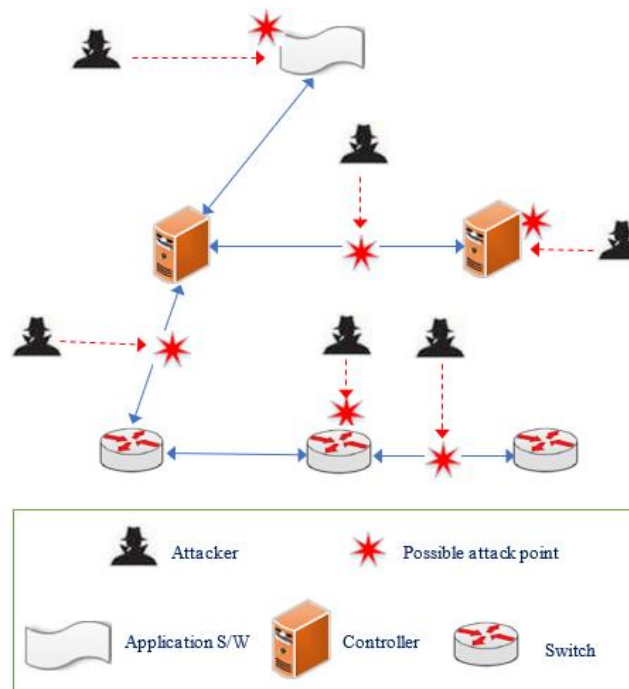 Attacker
Possible attack point
Application S/W
Controller
Switch